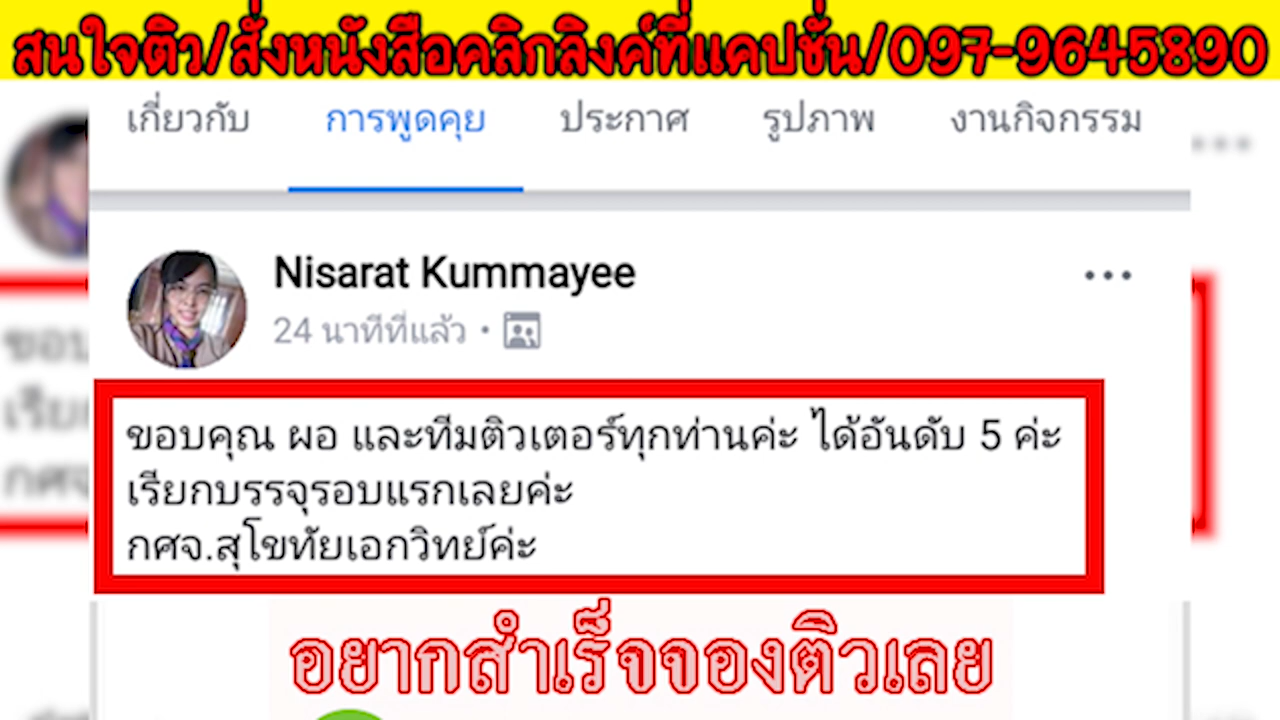 สนใจติว/สั่งหนังสือคลิกลิงค์ที่แคปชั่น/097-9645890
เกี่ยวกับ การพูดคุย ประกาศ รูปภาพ งานกิจกรรม
Nisarat Kummayee
24 นาทีที่แล้ว
ขอบคุณ ผอ และทีมติวเตอร์ทุกท่านค่ะ ได้อันดับ 5 ค่ะ
เรียกบรรจุรอบแรกเลยค่ะ
กศจ.สุโขทัยเอกวิทย์ค่ะ
อยากสำเร็จจองติวเลย